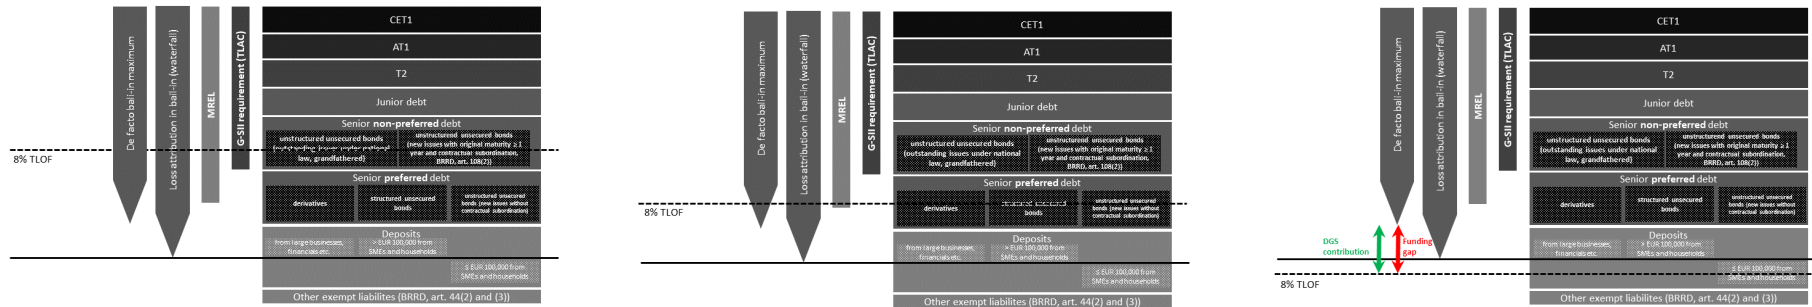 De facto bail-in maximum
Loss attribution in bail-in (waterfall)
MREL
G-SII requirement (TLAC)
CET1
AT1
T2
Junior debt
Senior non-preferred debt
unstructured unsecured bonds
(outstanding issues under national
law, grandfathered)
unstructured unsecured bonds
(new issues with original maturity ≥ 1
year and contractual subordination,
BRRD, art. 108(2))
8% TLOF
Senior preferred debt
derivatives
structured unsecured
bonds
unstructured unsecured
bonds (new issues without
contractual subordination)
Deposits
from large businesses,
financials etc.
> EUR 100,000 from
SMEs and households
≤ EUR 100,000 from
SMEs and households
Other exempt liabilites (BRRD, art. 44(2) and (3))
De facto bail-in maximum
Loss attribution in bail-in (waterfall)
MREL
G-SII requirement (TLAC)
CET1
AT1
T2
Junior debt
Senior non-preferred debt
unstructured unsecured bonds
(outstanding issues under national
law, grandfathered)
unstructured unsecured bonds
(new issues with original maturity ≥ 1
year and contractual subordination,
BRRD, art. 108(2))
Senior preferred debt
derivatives
bonds
unstructured unsecured
bonds (new issues without
contractual subordination)
8% TLOF
Deposits
from large businesses,
financials etc.
> EUR 100,000 from
SMEs and households
≤ EUR 100,000 from
SMEs and households
Other exempt liabilites (BRRD, art. 44(2) and (3))
De facto bail-in maximum
Loss attribution in bail-in (waterfall)
MREL
G-SII requirement (TLAC)
CET1
AT1
T2
Junior debt
Senior non-preferred debt
unstructured unsecured bonds
(outstanding issues under national
law, grandfathered)
unstructured unsecured bonds
(new issues with original maturity ≥ 1
year and contractual subordination,
BRRD, art. 108(2))
Senior preferred debt
derivatives
structured unsecured
bonds
unstructured unsecured
bonds (new issues without
contractual subordination)
DGS
contribution
Funding
gap
Deposits
from large businesses,
financials etc.
> EUR 100,000 from
SMEs and households
≤ EUR 100,000 from
SMEs and households
8% TLOF
Other exempt liabilites (BRRD, art. 44(2) and (3))